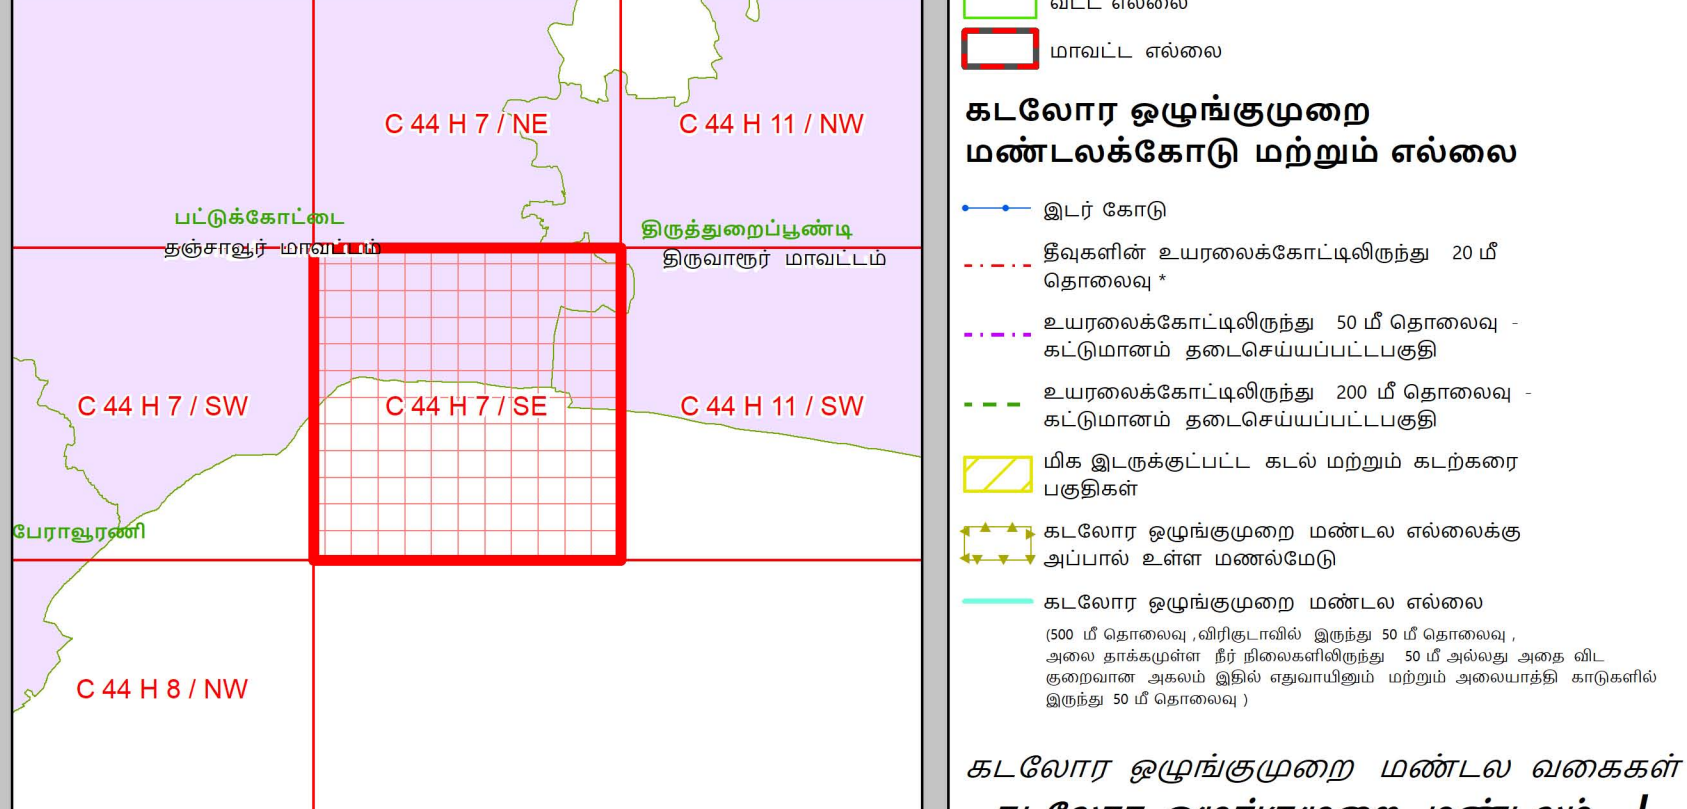 C 44 H 7 / NE
C 44 H 11 / NW
பட்டுக்கோட்டை
தஞ்சாவூர் மாவட்டம்
திருத்துறைப்பூண்டி
திருவாரூர் மாவட்டம்
C 44 H 7 / SW
C 44 H 7 / SE
C 44 H 11 / SW
பேராவூரணி
C 44 H 8 / NW
வட்ட எல்லை
மாவட்ட எல்லை
கடலோர ஒழுங்குமுறை
மண்டலக்கோடு மற்றும் எல்லை
இடர் கோடு
தீவுகளின் உயரலைக்கோட்டிலிருந்து 20 மீ
தொலைவு *
உயரலைக்கோட்டிலிருந்து 50 மீ தொலைவு -
கட்டுமானம் தடைசெய்யப்பட்டபகுதி
உயரலைக்கோட்டிலிருந்து 200 மீ தொலைவு -
கட்டுமானம் தடைசெய்யப்பட்டபகுதி
மிக இடருக்குட்பட்ட கடல் மற்றும் கடற்கரை
பகுதிகள்
கடலோர ஒழுங்குமுறை மண்டல எல்லைக்கு
அப்பால் உள்ள மணல்மேடு
கடலோர ஒழுங்குமுறை மண்டல எல்லை
(500 மீ தொலைவு ,விரிகுடாவில் இருந்து 50 மீ தொலைவு ,
அலை தாக்கமுள்ள நீர் நிலைகளிலிருந்து 50 மீ அல்லது அதை விட
குறைவான அகலம் இதில் எதுவாயினும் மற்றும் அலையாத்தி காடுகளில்
இருந்து 50 மீ தொலைவு )
கடலோர ஒழுங்குமுறை மண்டல வகைகள்